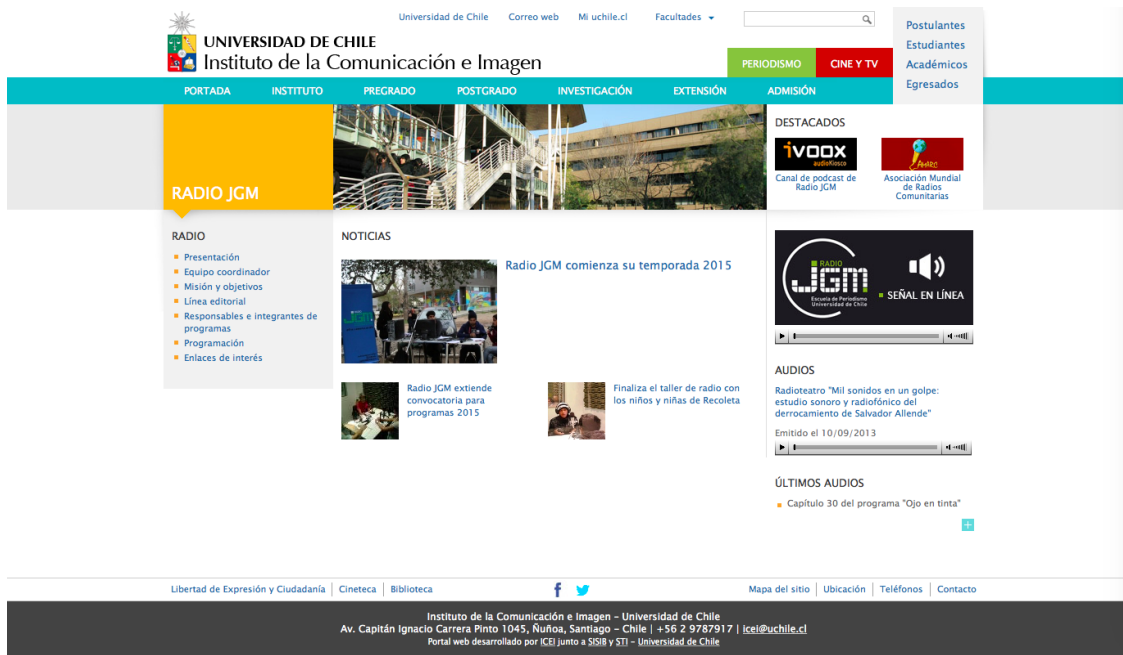 Universidad de Chile Correo web Mi uchile.cl Facultades
Postulantes
Estudiantes
Académicos
Egresados
UNIVERSIDAD DE CHILE
Instituto de la Comunicación e Imagen
PERIODISMO CINE Y TV
PORTADA INSTITUTO PREGRADO POSTGRADO INVESTIGACIÓN EXTENSIÓN ADMISIÓN
RADIO JGM
DESTACADOS
ivoox
audioKiosco
Canal de podcast de
Radio JGM
AMARC
Asociación Mundial
de Radios
Comunitarias
RADIO
Presentación
Equipo coordinador
Misión y objetivos
Línea editorial
Responsables e integrantes de
programas
Programación
Enlaces de interés
NOTICIAS
Radio JGM comienza su temporada 2015
Radio JGM extiende
convocatoria para
programas 2015
Finaliza el taller de radio con
los niños y niñas de Recoleta
RADIO
JGM
Escuela de Periodismo
Universidad de Chile
SEÑAL EN LÍNEA
AUDIOS
Radioteatro "Mil sonidos en un golpe:
estudio sonoro y radiofónico del
derrocamiento de Salvador Allende"
Emitido el 10/09/2013
ÚLTIMOS AUDIOS
Capítulo 30 del programa "Ojo en tinta"
Libertad de Expresión y Ciudadanía | Cineteca | Biblioteca
Mapa del sitio | Ubicación | Teléfonos | Contacto
Instituto de la Comunicación e Imagen – Universidad de Chile
Av. Capitán Ignacio Carrera Pinto 1045, Ñuñoa, Santiago – Chile | +56 2 9787917 | icei@uchile.cl
Portal web desarrollado por ICEI junto a SISIB y STI – Universidad de Chile